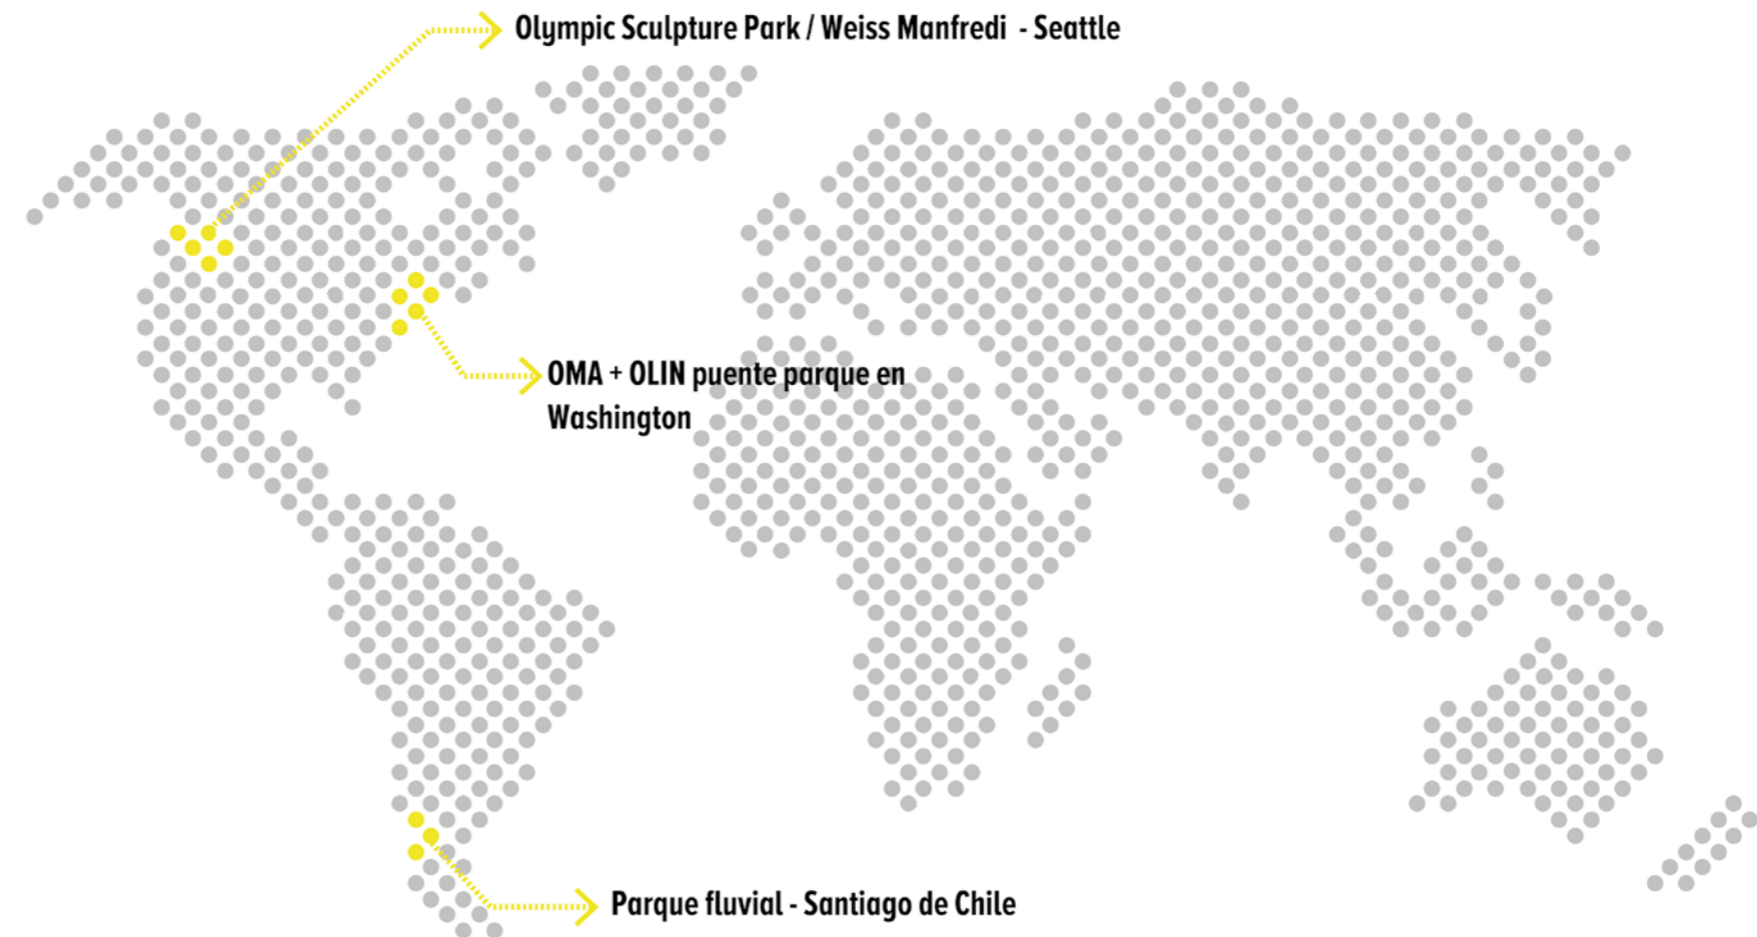 Olympic Sculpture Park / Weiss Manfredi - Seattle
OMA + OLIN puente parque en
Washington
Parque fluvial - Santiago de Chile